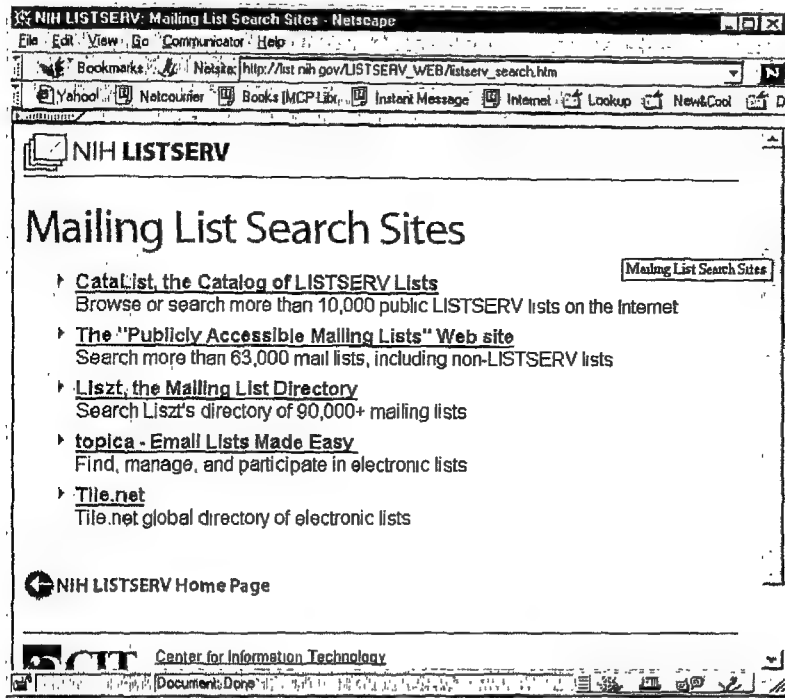 NIH LISTSERV: Mailing List Search Sites - Netscape
File Edit View Go Communicator Help
Bookmarks Netsite: http://list.nih.gov/LISTSERV_WEB/listserv_search.htm
Yahoo! Netcourier Books [MCP Libr. Instant Message Internet Lookup New&Cool
NIH LISTSERV
Mailing List Search Sites
Mailing List Search Sites
CataList, the Catalog of LISTSERV Lists
Browse or search more than 10,000 public LISTSERV lists on the Internet
The "Publicly Accessible Mailing Lists" Web site
Search more than 63,000 mail lists, including non-LISTSERV lists
Liszt, the Mailing List Directory
Search Liszt's directory of 90,000+ mailing lists
topica - Email Lists Made Easy
Find, manage, and participate in electronic lists
Tile.net
Tile.net global directory of electronic lists
NIH LISTSERV Home Page
CIT Center for Information Technology
Document: Done